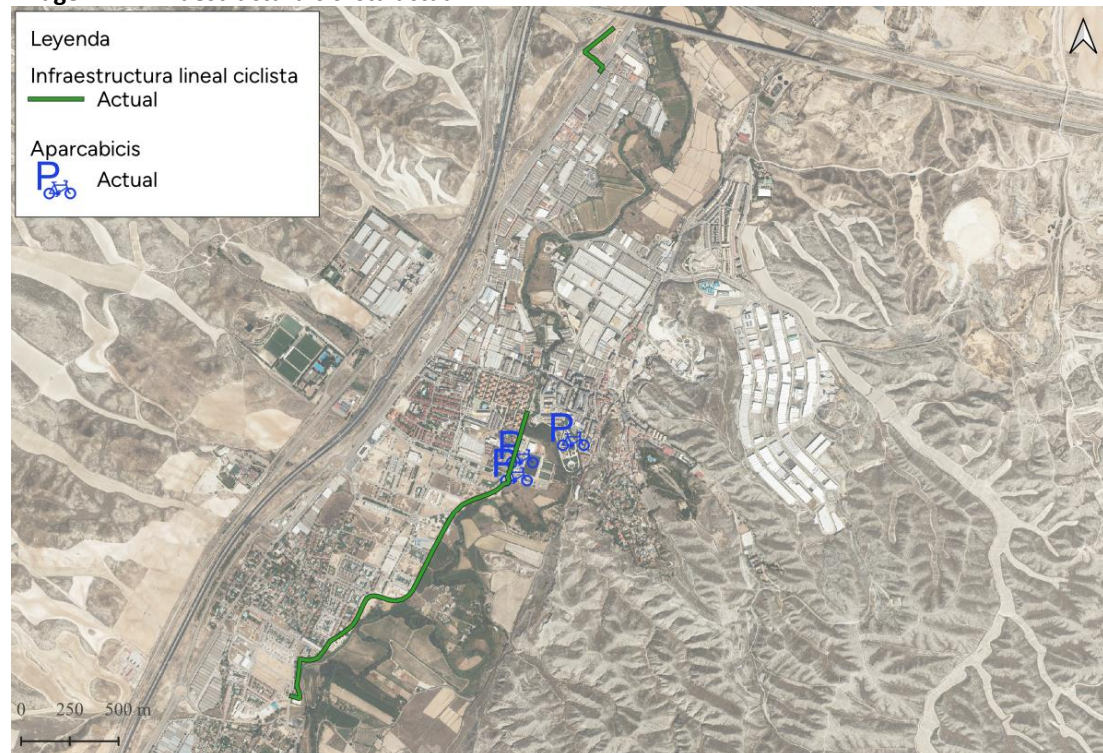 Leyenda
Infraestructura lineal ciclista
Actual
Aparcabicis
P Actual
P
P
P
0 250 500 m